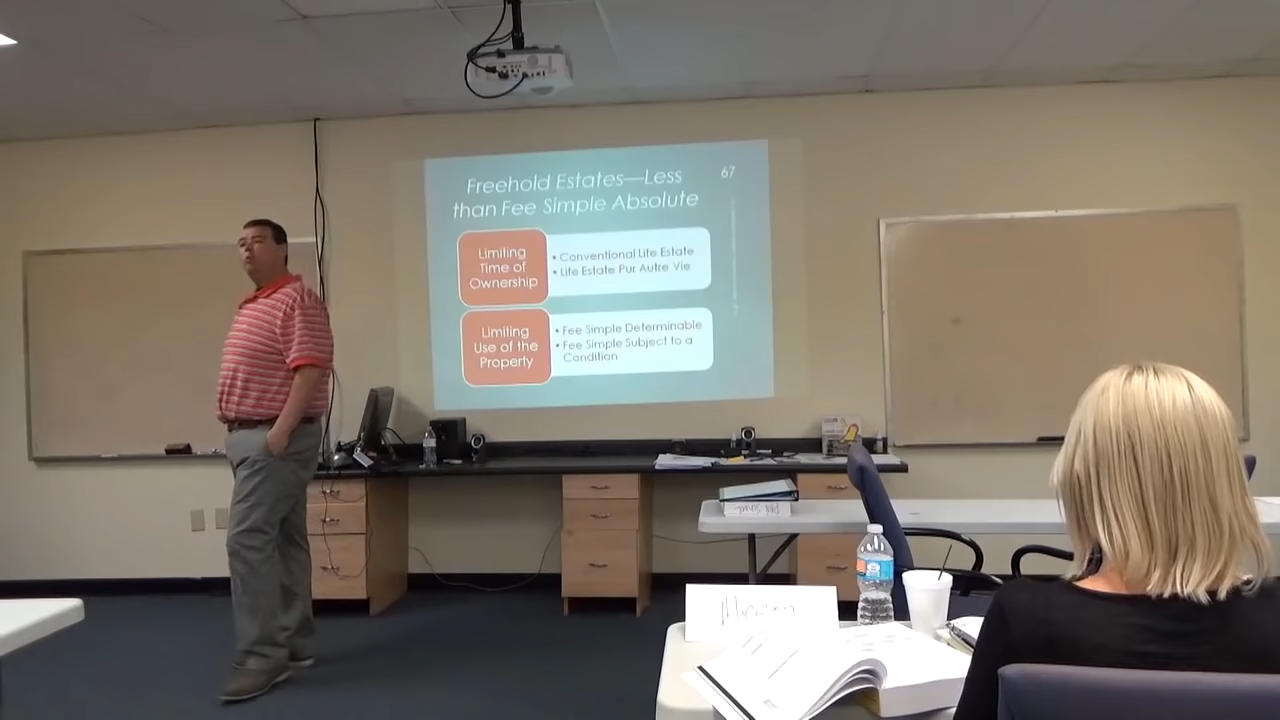 Freehold Estates—Less
than Fee Simple Absolute
67
Limiting
Time of
Ownership
• Conventional Life Estate
• Life Estate Pur Autre Vie
Limiting
Use of the
Property
• Fee Simple Determinable
• Fee Simple Subject to a
Condition